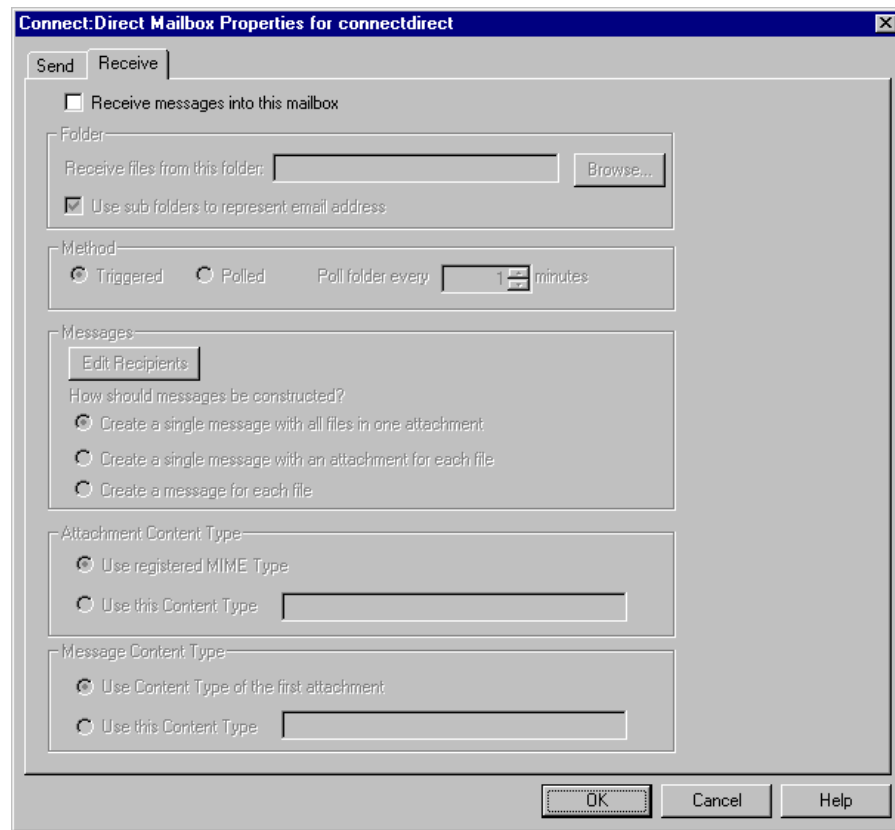 Connect:Direct Mailbox Properties for connectdirect
Send Receive
Receive messages into this mailbox
Folder
Receive files from this folder: Browse...
Use sub folders to represent email address
Method
Triggered Polled Poll folder every 1 minutes
Messages
Edit Recipients
How should messages be constructed?
Create a single message with all files in one attachment
Create a single message with an attachment for each file
Create a message for each file
Attachment Content Type
Use registered MIME Type
Use this Content Type
Message Content Type
Use Content Type of the first attachment
Use this Content Type
OK Cancel Help